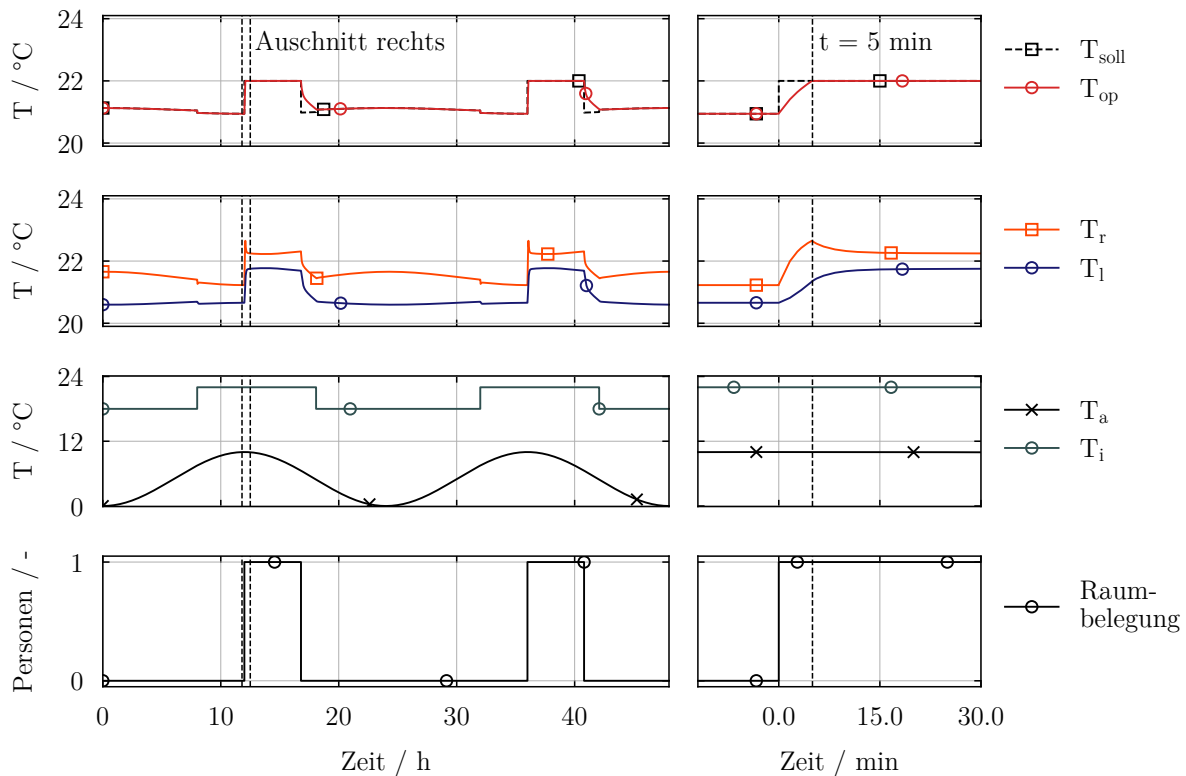 24
22
20
T / °C
Auschnitt rechts
t = 5 min
T_soll
T_op
24
22
20
T / °C
T_r
T_l
24
12
0
T / °C
T_a
T_i
1
0
Personen / -
Raum-
belegung
0 10 20 30 40
0.0 15.0 30.0
Zeit / h
Zeit / min